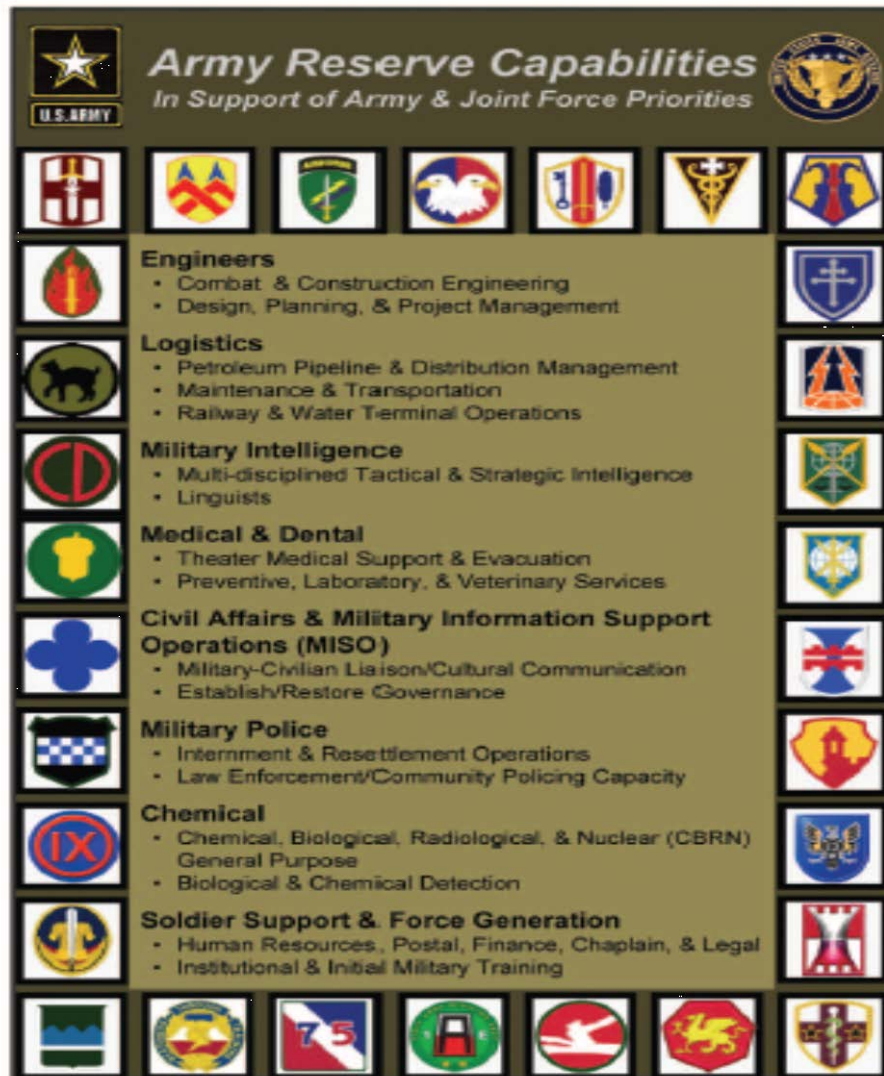 Army Reserve Capabilities
In Support of Army & Joint Force Priorities
U.S.ARMY
Engineers
• Combat & Construction Engineering
• Design, Planning, & Project Management
Logistics
• Petroleum Pipeline & Distribution Management
• Maintenance & Transportation
• Railway & Water Terminal Operations
Military Intelligence
• Multi-disciplined Tactical & Strategic Intelligence
• Linguists
Medical & Dental
• Theater Medical Support & Evacuation
• Preventive, Laboratory, & Veterinary Services
Civil Affairs & Military Information Support
Operations (MISO)
• Military-Civilian Liaison/Cultural Communication
• Establish/Restore Governance
Military Police
• Internment & Resettlement Operations
• Law Enforcement/Community Policing Capacity
Chemical
• Chemical, Biological, Radiological, & Nuclear (CBRN)
General Purpose
• Biological & Chemical Detection
Soldier Support & Force Generation
• Human Resources, Postal, Finance, Chaplain, & Legal
• Institutional & Initial Military Training
CD
IX
75
A